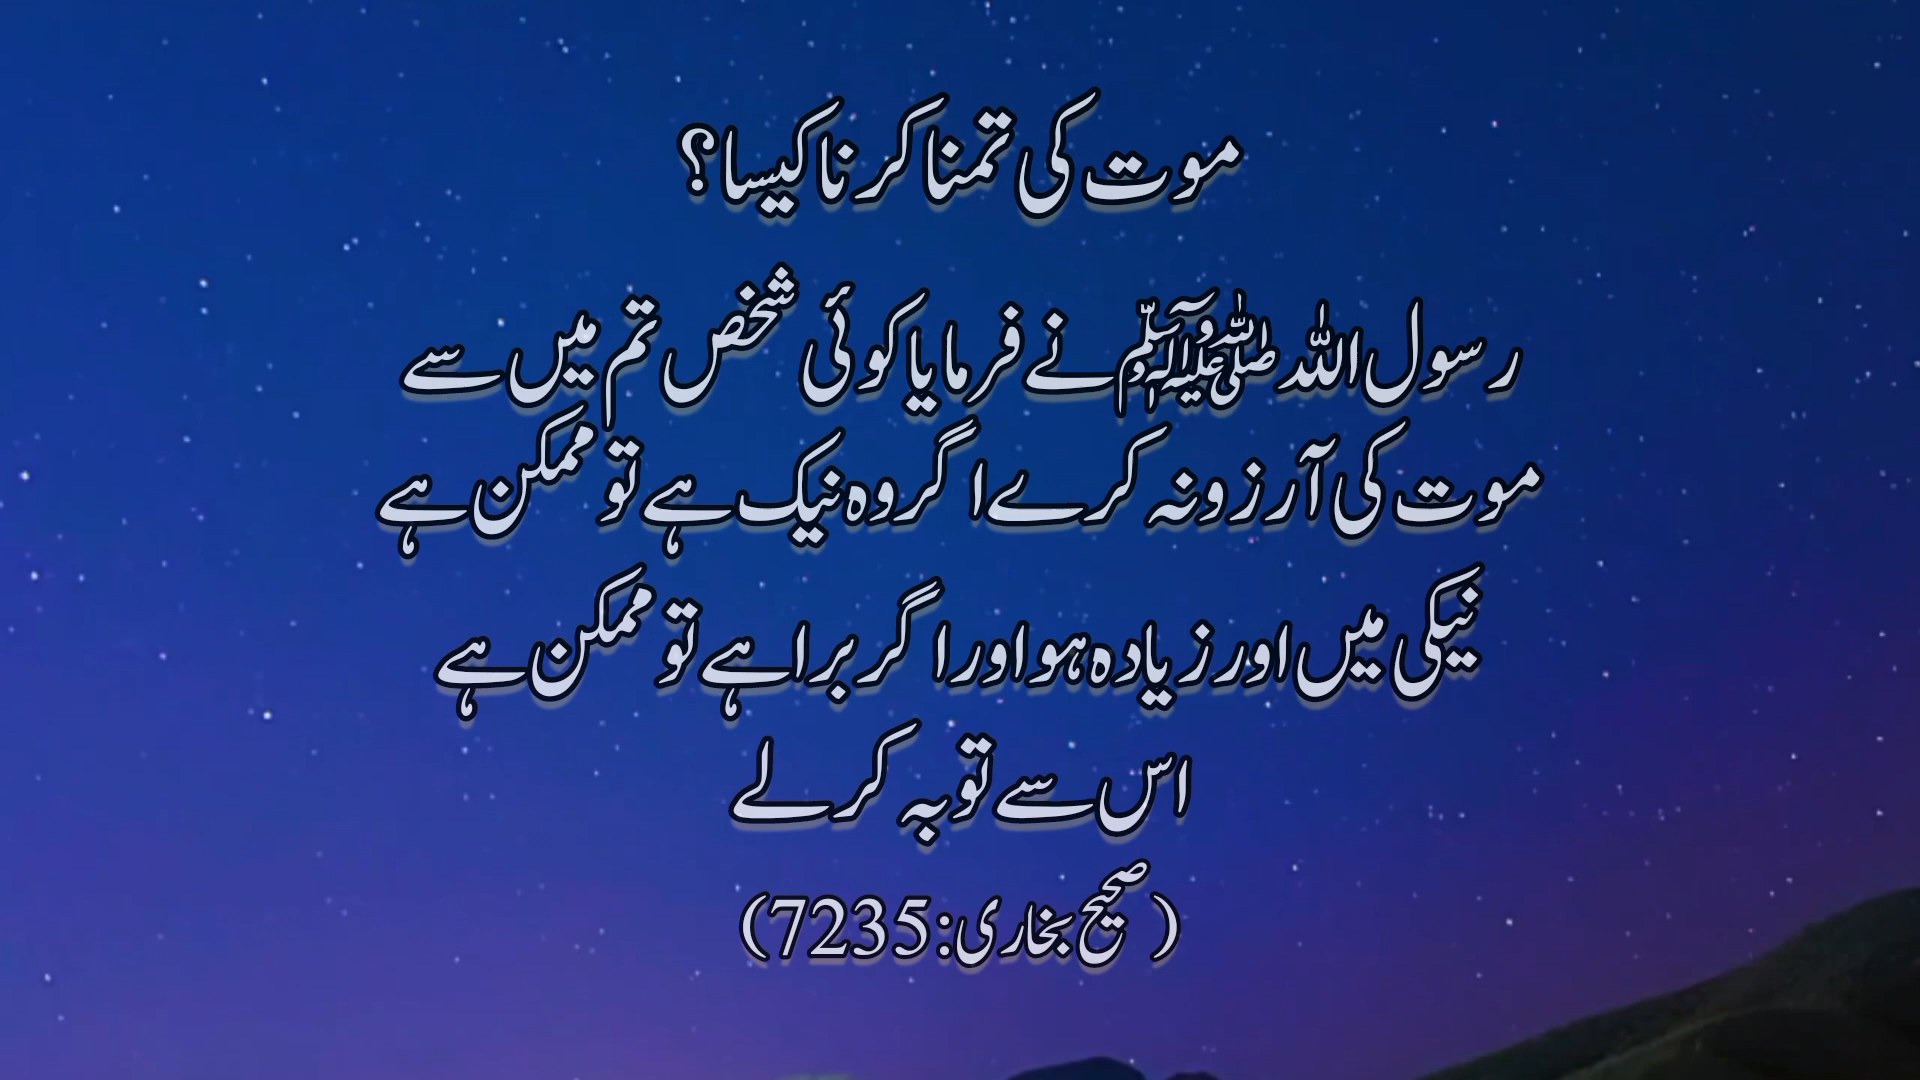 موت کی تمنا کرنا کیسا؟
رسول اللہ ﷺ نے فرمایا کوئی شخص تم میں سے
موت کی آرزو نہ کرے اگر وہ نیک ہے تو ممکن ہے
نیکی میں اور زیادہ ہو اور اگر برا ہے تو ممکن ہے
اس سے توبہ کر لے
(صحیح بخاری:7235)